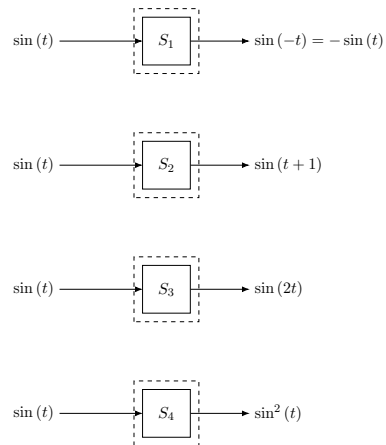 sin (t) S₁ sin (−t) = − sin (t)
sin (t) S₂ sin (t + 1)
sin (t) S₃ sin (2t)
sin (t) S₄ sin² (t)